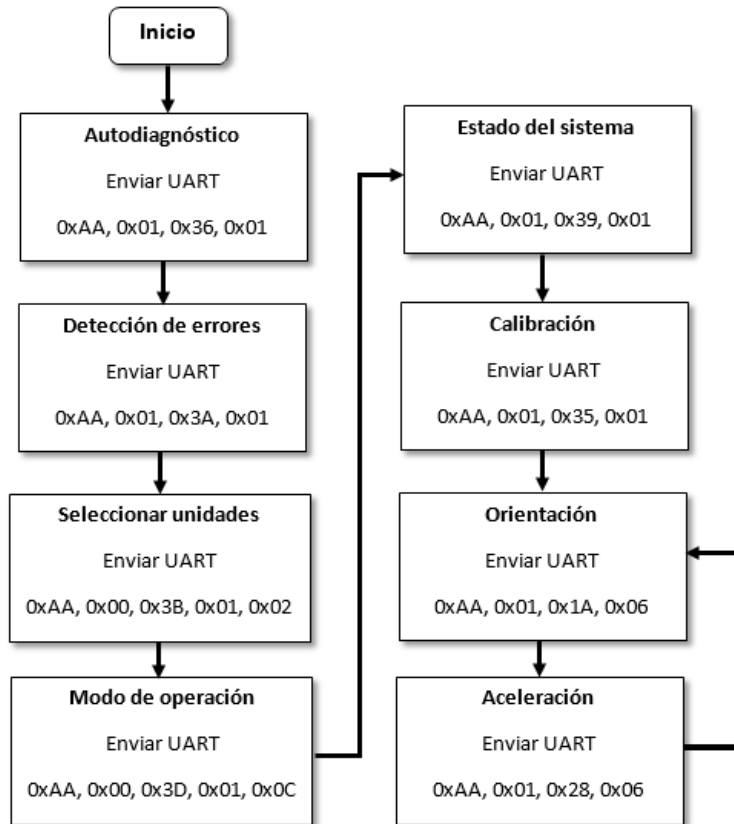 Inicio
Autodiagnóstico
Enviar UART
0xAA, 0x01, 0x36, 0x01
Detección de errores
Enviar UART
0xAA, 0x01, 0x3A, 0x01
Seleccionar unidades
Enviar UART
0xAA, 0x00, 0x3B, 0x01, 0x02
Modo de operación
Enviar UART
0xAA, 0x00, 0x3D, 0x01, 0x0C
Estado del sistema
Enviar UART
0xAA, 0x01, 0x39, 0x01
Calibración
Enviar UART
0xAA, 0x01, 0x35, 0x01
Orientación
Enviar UART
0xAA, 0x01, 0x1A, 0x06
Aceleración
Enviar UART
0xAA, 0x01, 0x28, 0x06